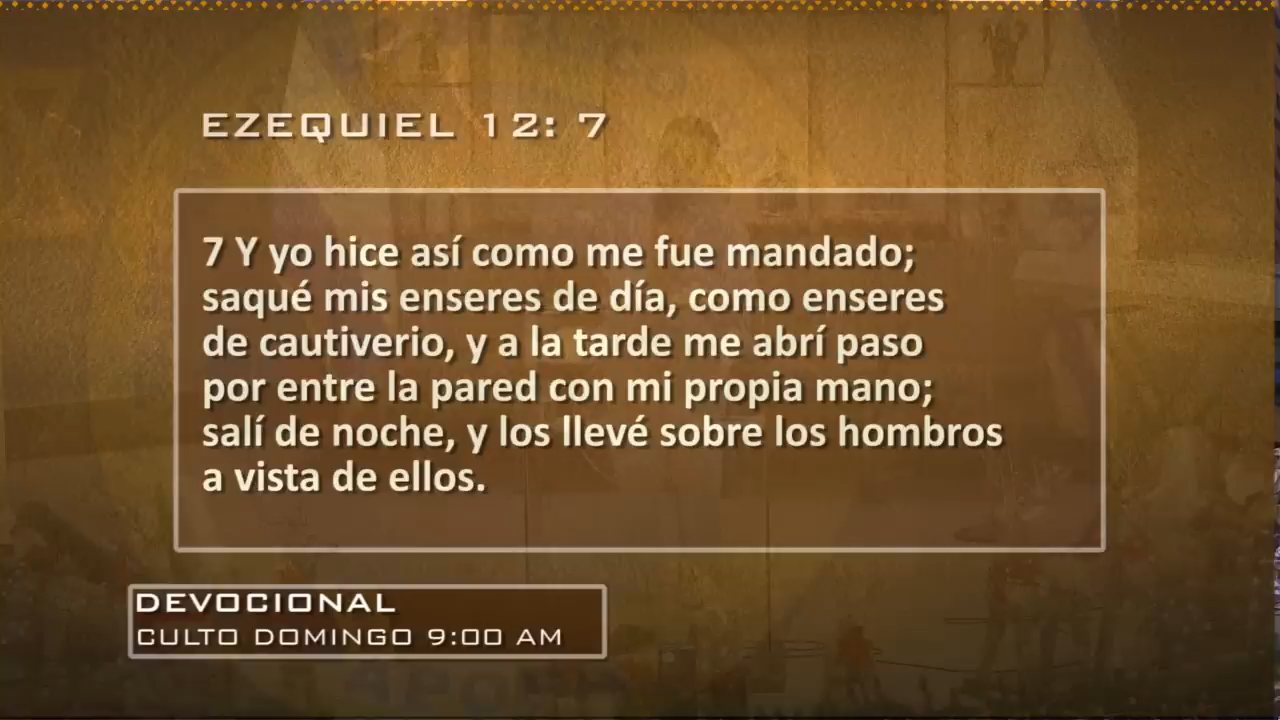 EZEQUIEL 12: 7
7 Y yo hice así como me fue mandado;
saqué mis enseres de día, como enseres
de cautiverio, y a la tarde me abrí paso
por entre la pared con mi propia mano;
salí de noche, y los llevé sobre los hombros
a vista de ellos.
DEVOCIONAL
CULTO DOMINGO 9:00 AM